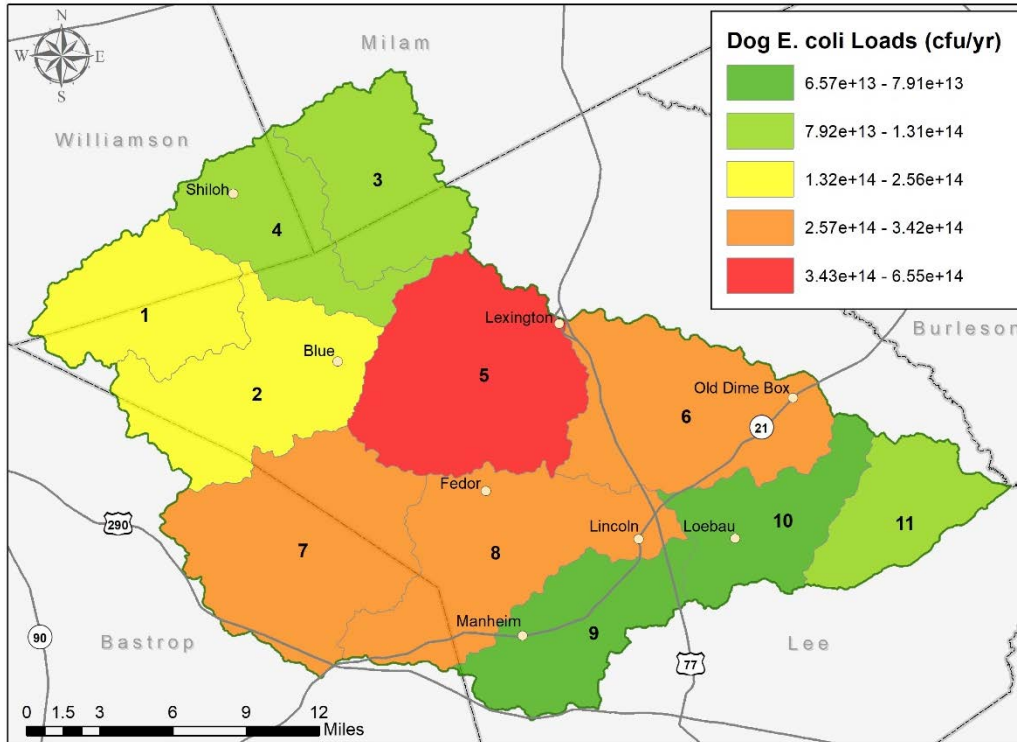 N
W E
S
Milam
Williamson
Dog E. coli Loads (cfu/yr)
6.57e+13 - 7.91e+13
7.92e+13 - 1.31e+14
1.32e+14 - 2.56e+14
2.57e+14 - 3.42e+14
3.43e+14 - 6.55e+14
3
Shiloh
4
1
Lexington
Burleson
Blue
5
2
Old Dime Box
6
21
Fedor
290
7
8
Lincoln
Loebau
10
11
Manheim
9
90
Bastrop
Lee
77
0 1.5 3 6 9 12
Miles